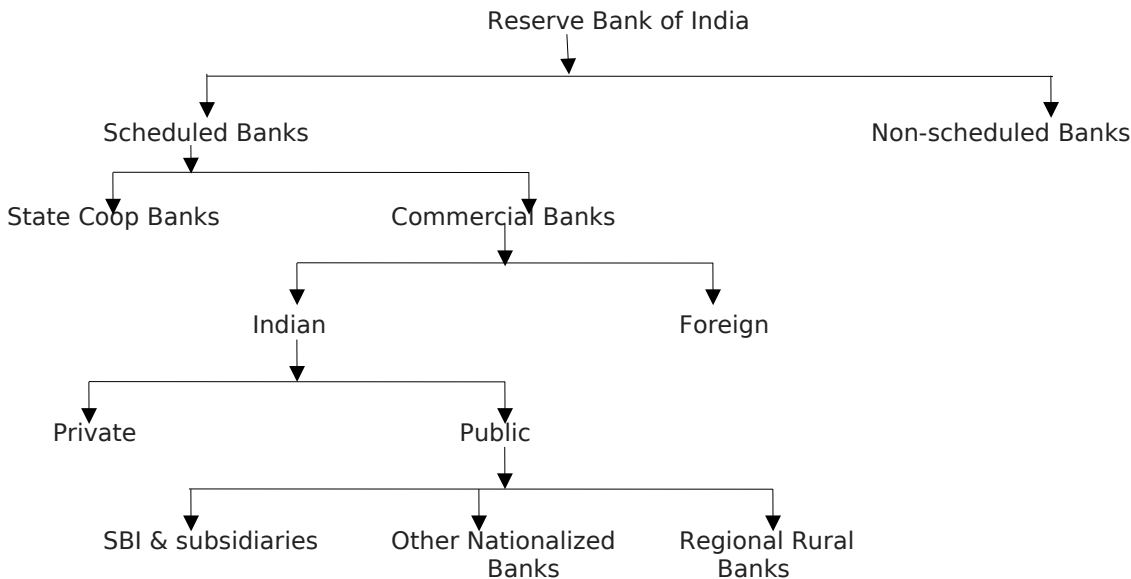 Reserve Bank of India
Scheduled Banks
Non-scheduled Banks
State Coop Banks
Commercial Banks
Indian
Foreign
Private
Public
SBI & subsidiaries
Other Nationalized
Banks
Regional Rural
Banks